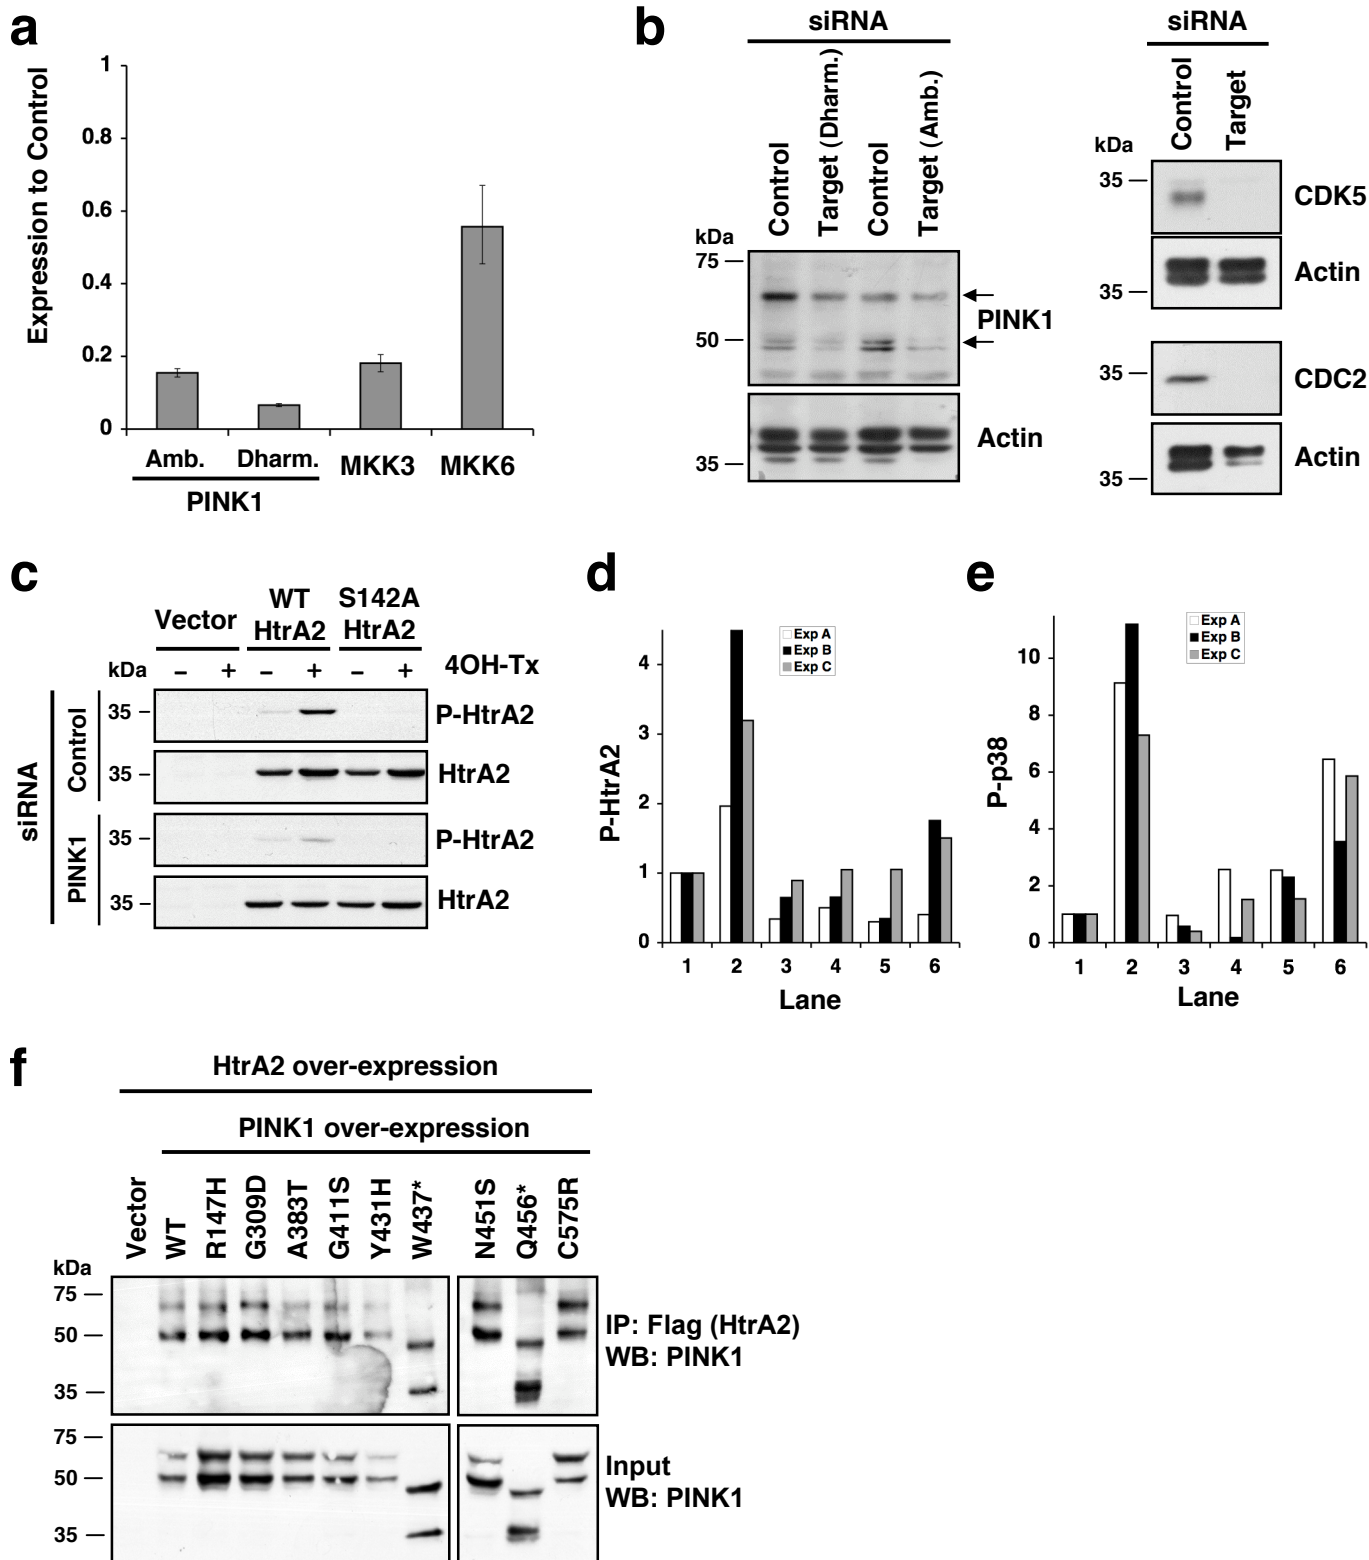 a
Expression to Control
1
0.8
0.6
0.4
0.2
0
Amb.
Dharm.
MKK3
MKK6
PINK1
b
siRNA
Control
Target (Dharm.)
Control
Target (Amb.)
kDa
75
50
PINK1
35
Actin
siRNA
Control
Target
kDa
35
CDK5
35
Actin
35
CDC2
35
Actin
c
Vector
WT HtrA2
S142A HtrA2
kDa
– + – + – +
4OH-Tx
siRNA
Control
35
P-HtrA2
35
HtrA2
PINK1
35
P-HtrA2
35
HtrA2
d
P-HtrA2
Exp A
Exp B
Exp C
4
3
2
1
0
1 2 3 4 5 6
Lane
e
P-p38
Exp A
Exp B
Exp C
10
8
6
4
2
0
1 2 3 4 5 6
Lane
f
HtrA2 over-expression
PINK1 over-expression
Vector
WT
R147H
G309D
A383T
G411S
Y431H
W437*
N451S
Q456*
C575R
kDa
75
50
35
IP: Flag (HtrA2)
WB: PINK1
75
50
35
Input
WB: PINK1